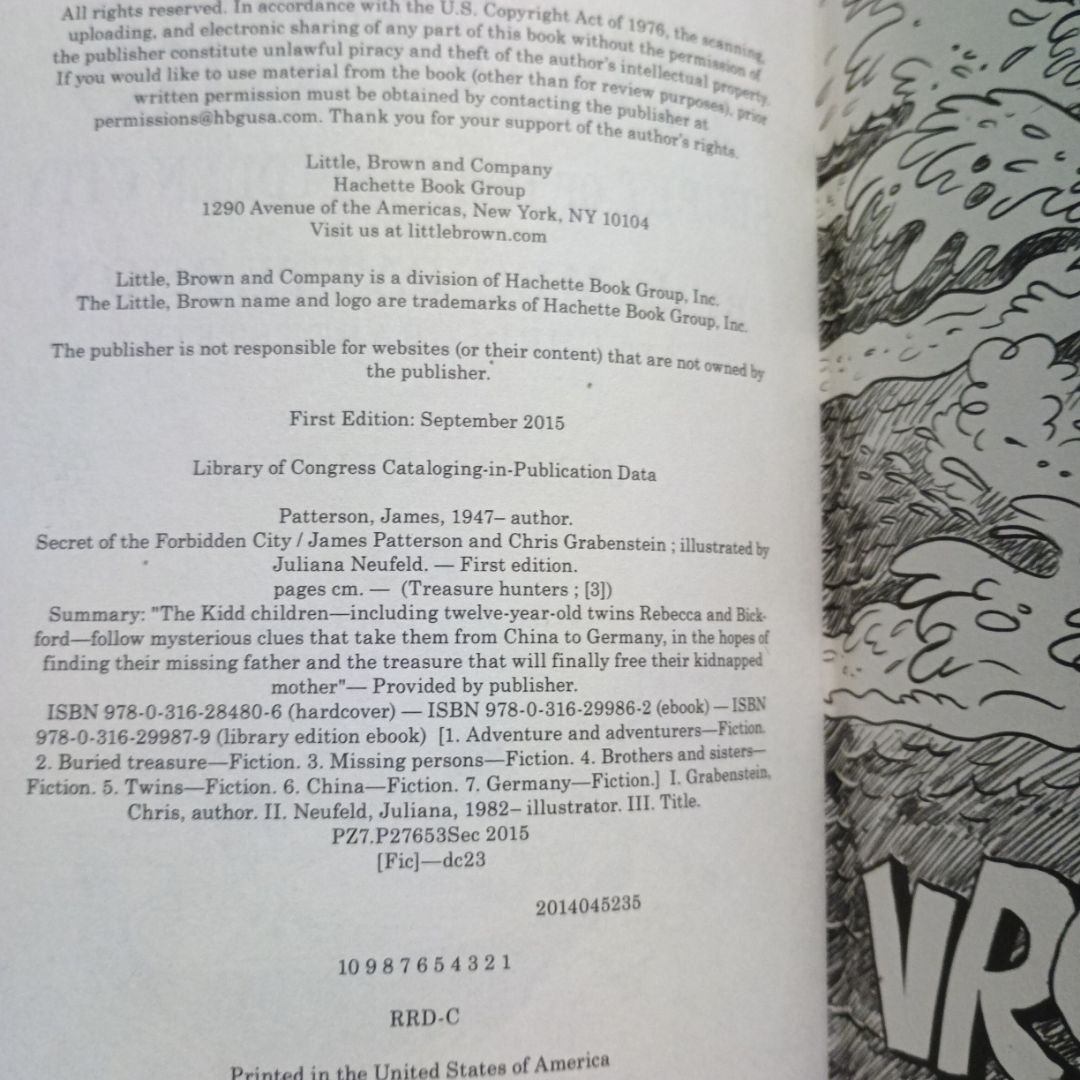 All rights reserved. In accordance with the U.S. Copyright Act of 1976, the scanning,
uploading, and electronic sharing of any part of this book without the permission of
the publisher constitute unlawful piracy and theft of the author's intellectual property.
If you would like to use material from the book (other than for review purposes), prior
written permission must be obtained by contacting the publisher at
permissions@hbgusa.com. Thank you for your support of the author's rights.
Little, Brown and Company
Hachette Book Group
1290 Avenue of the Americas, New York, NY 10104
Visit us at littlebrown.com
Little, Brown and Company is a division of Hachette Book Group, Inc.
The Little, Brown name and logo are trademarks of Hachette Book Group, Inc.
The publisher is not responsible for websites (or their content) that are not owned by
the publisher.
First Edition: September 2015
Library of Congress Cataloging-in-Publication Data
Patterson, James, 1947– author.
Secret of the Forbidden City / James Patterson and Chris Grabenstein ; illustrated by
Juliana Neufeld. — First edition.
pages cm. — (Treasure hunters ; [3])
Summary: "The Kidd children—including twelve-year-old twins Rebecca and Bick-
ford—follow mysterious clues that take them from China to Germany, in the hopes of
finding their missing father and the treasure that will finally free their kidnapped
mother"— Provided by publisher.
ISBN 978-0-316-28480-6 (hardcover) — ISBN 978-0-316-29986-2 (ebook) — ISBN
978-0-316-29987-9 (library edition ebook) [1. Adventure and adventurers—Fiction.
2. Buried treasure—Fiction. 3. Missing persons—Fiction. 4. Brothers and sisters—
Fiction. 5. Twins—Fiction. 6. China—Fiction. 7. Germany—Fiction.] I. Grabenstein,
Chris, author. II. Neufeld, Juliana, 1982– illustrator. III. Title.
PZ7.P27653Sec 2015
[Fic]—dc23
2014045235
10 9 8 7 6 5 4 3 2 1
RRD-C
Printed in the United States of America
VR